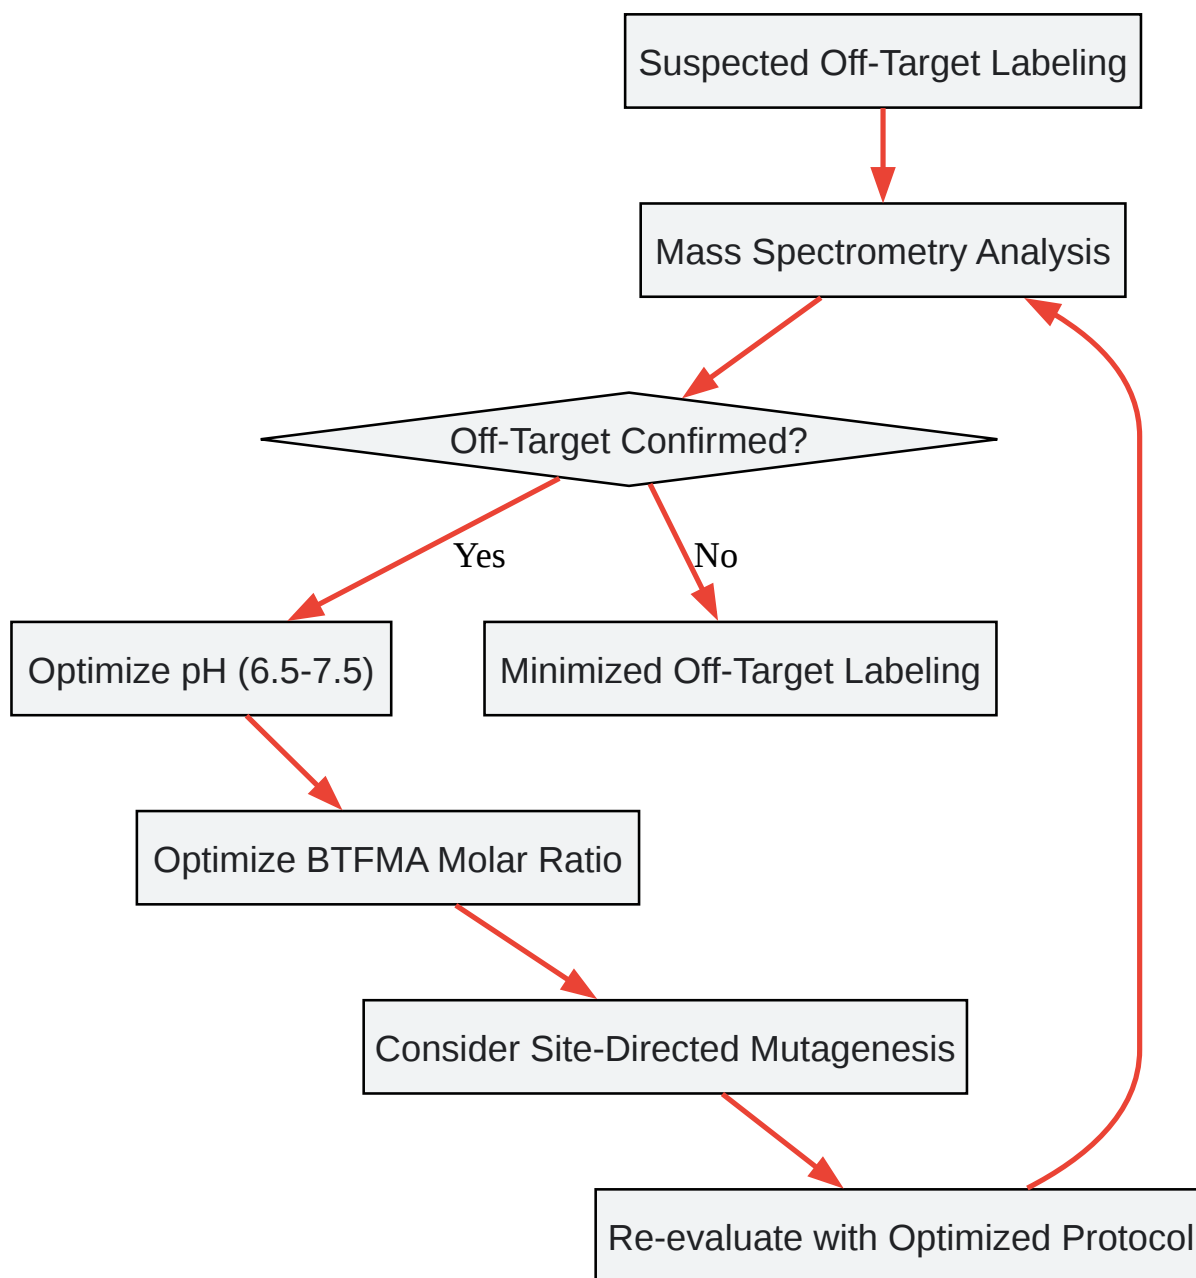 Suspected Off-Target Labeling
Mass Spectrometry Analysis
Off-Target Confirmed?
Yes
No
Optimize pH (6.5-7.5)
Minimized Off-Target Labeling
Optimize BTFMA Molar Ratio
Consider Site-Directed Mutagenesis
Re-evaluate with Optimized Protocol